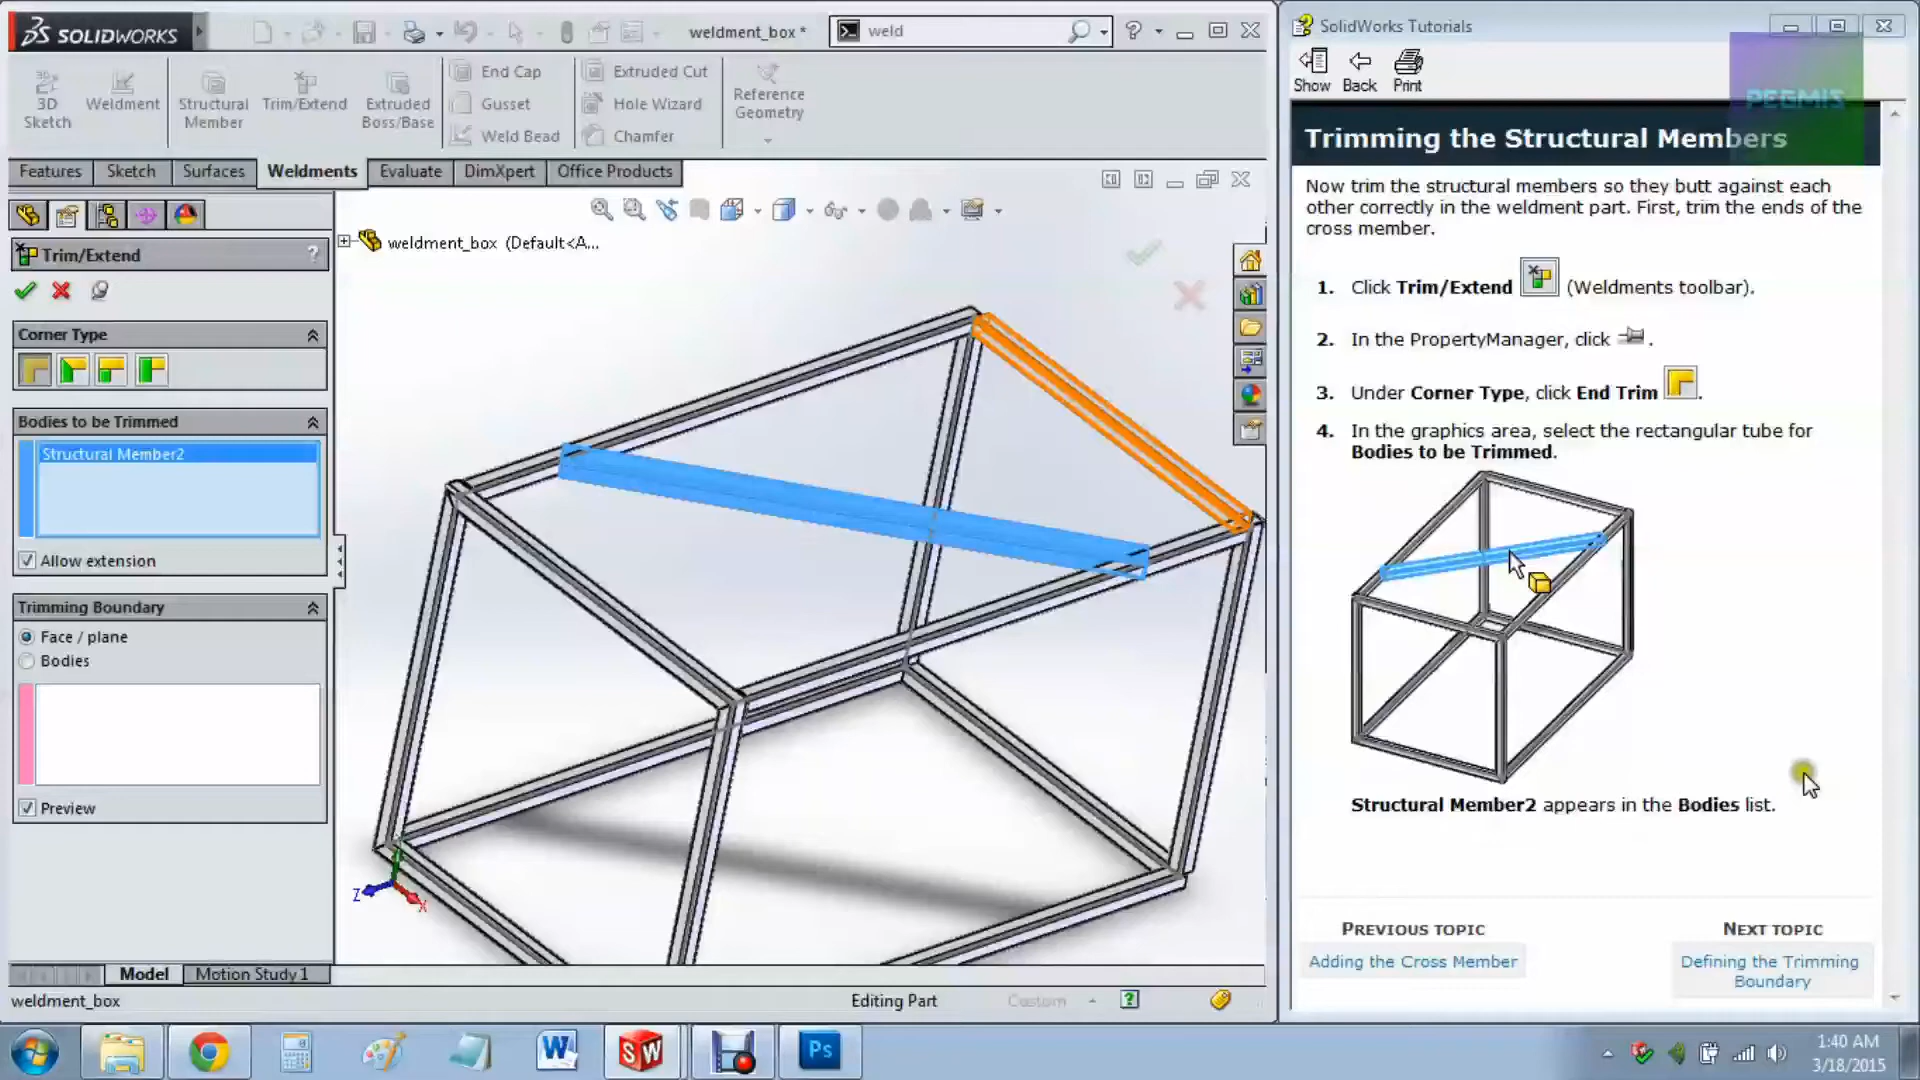 SOLIDWORKS
weldment_box *
weld
3D Sketch
Weldment
Structural Member
Trim/Extend
Extruded Boss/Base
End Cap
Gusset
Weld Bead
Extruded Cut
Hole Wizard
Chamfer
Reference Geometry
Features
Sketch
Surfaces
Weldments
Evaluate
DimXpert
Office Products
Trim/Extend
?
Corner Type
Bodies to be Trimmed
Structural Member2
Allow extension
Trimming Boundary
Face / plane
Bodies
Preview
weldment_box (Default<A...
Z
X
Model
Motion Study 1
weldment_box
Editing Part
Custom
SolidWorks Tutorials
Show
Back
Print
PEGMIS
Trimming the Structural Members
Now trim the structural members so they butt against each
other correctly in the weldment part. First, trim the ends of the
cross member.
1. Click Trim/Extend (Weldments toolbar).
2. In the PropertyManager, click .
3. Under Corner Type, click End Trim .
4. In the graphics area, select the rectangular tube for
Bodies to be Trimmed.
Structural Member2 appears in the Bodies list.
PREVIOUS TOPIC
Adding the Cross Member
NEXT TOPIC
Defining the Trimming
Boundary
W
SW
Ps
1:40 AM
3/18/2015